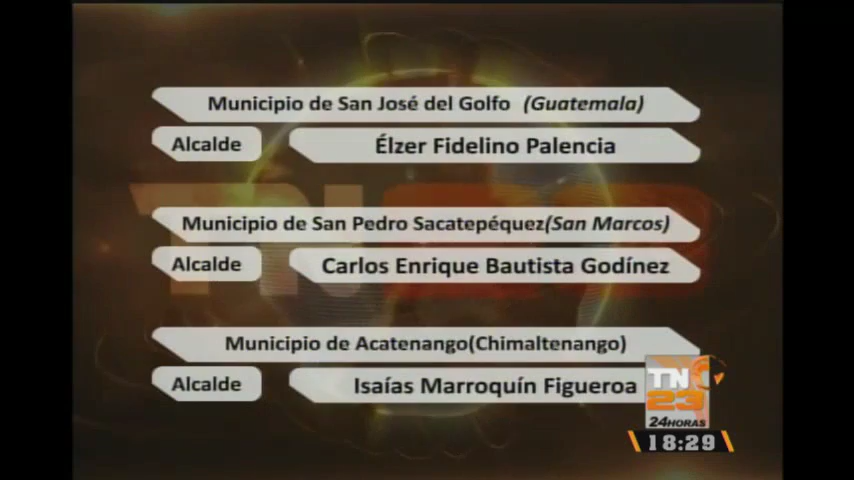 Municipio de San José del Golfo (Guatemala)
Alcalde Élzer Fidelino Palencia
Municipio de San Pedro Sacatepéquez(San Marcos)
Alcalde Carlos Enrique Bautista Godínez
Municipio de Acatenango(Chimaltenango)
Alcalde Isaías Marroquín Figueroa
TN
23
24HORAS
18:29